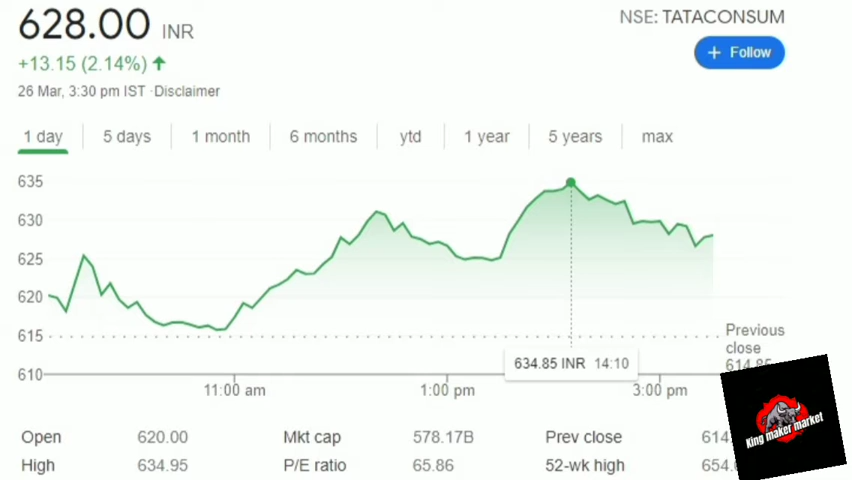 628.00 INR
NSE: TATACONSUM
+13.15 (2.14%) ↑
+ Follow
26 Mar, 3:30 pm IST · Disclaimer
1 day 5 days 1 month 6 months ytd 1 year 5 years max
635
630
625
620
615
610
Previous
close
614.85
634.85 INR 14:10
11:00 am 1:00 pm 3:00 pm
Open 620.00 Mkt cap 578.17B Prev close
High 634.95 P/E ratio 65.86 52-wk high
King maker market